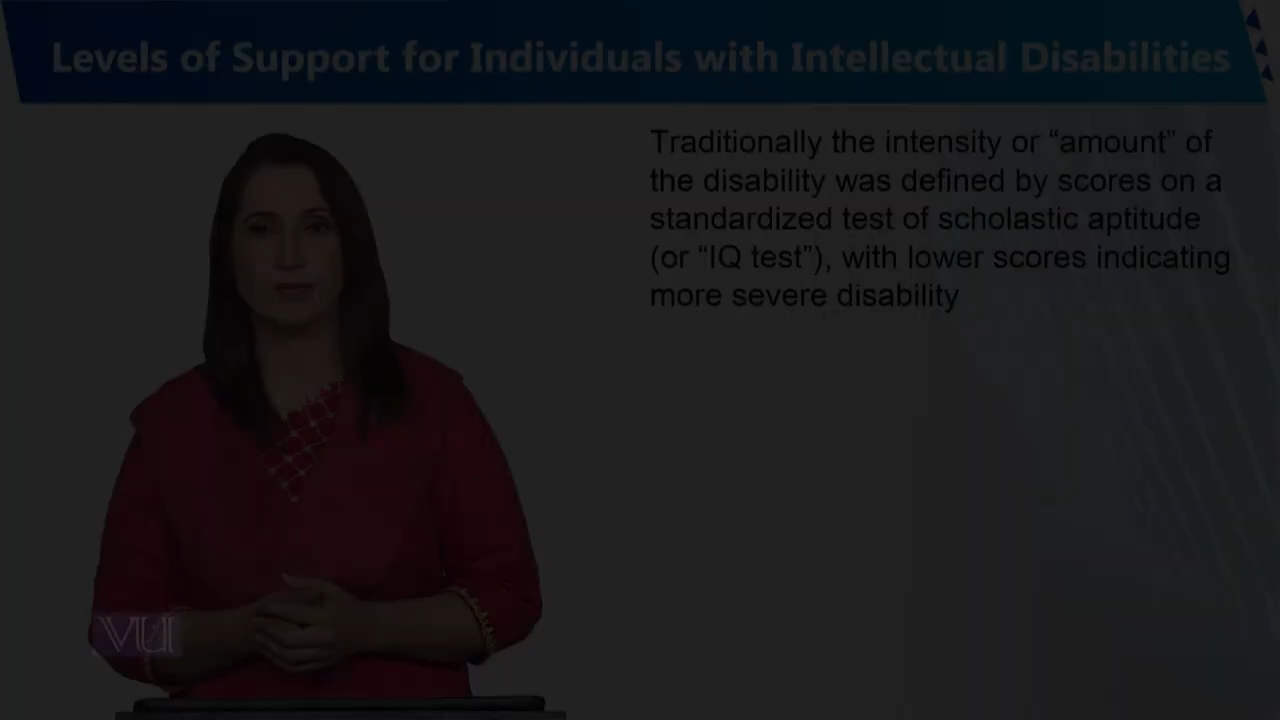 Levels of Support for Individuals with Intellectual Disabilities
Traditionally the intensity or “amount” of
the disability was defined by scores on a
standardized test of scholastic aptitude
(or “IQ test”), with lower scores indicating
more severe disability
VU